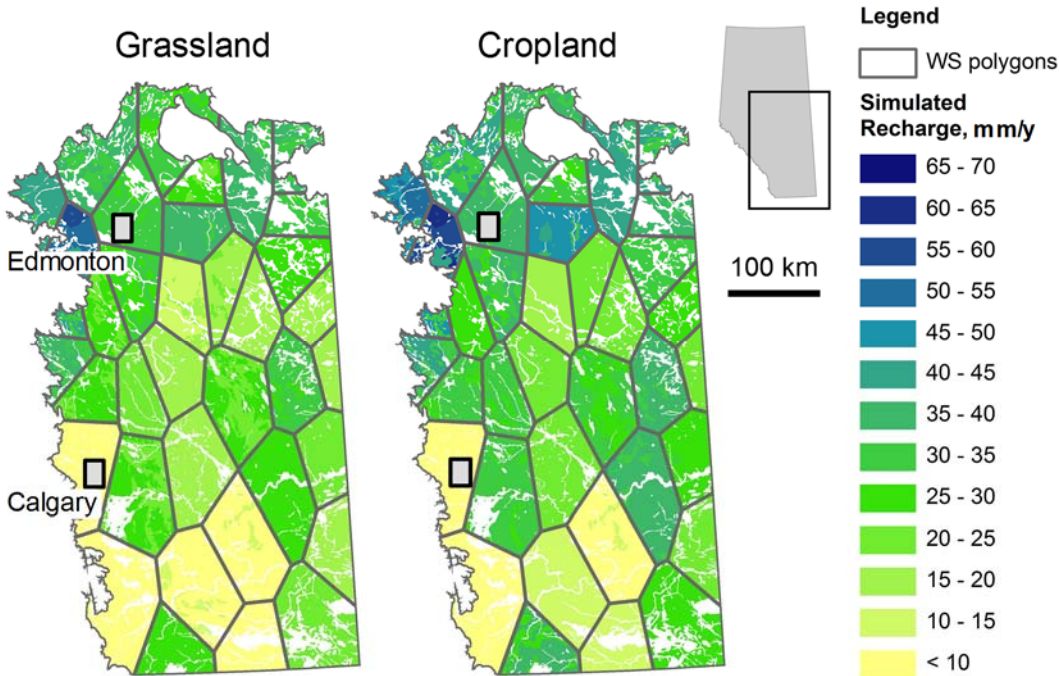 Grassland
Cropland
Edmonton
Calgary
100 km
Legend
WS polygons
Simulated
Recharge, mm/y
65 - 70
60 - 65
55 - 60
50 - 55
45 - 50
40 - 45
35 - 40
30 - 35
25 - 30
20 - 25
15 - 20
10 - 15
< 10